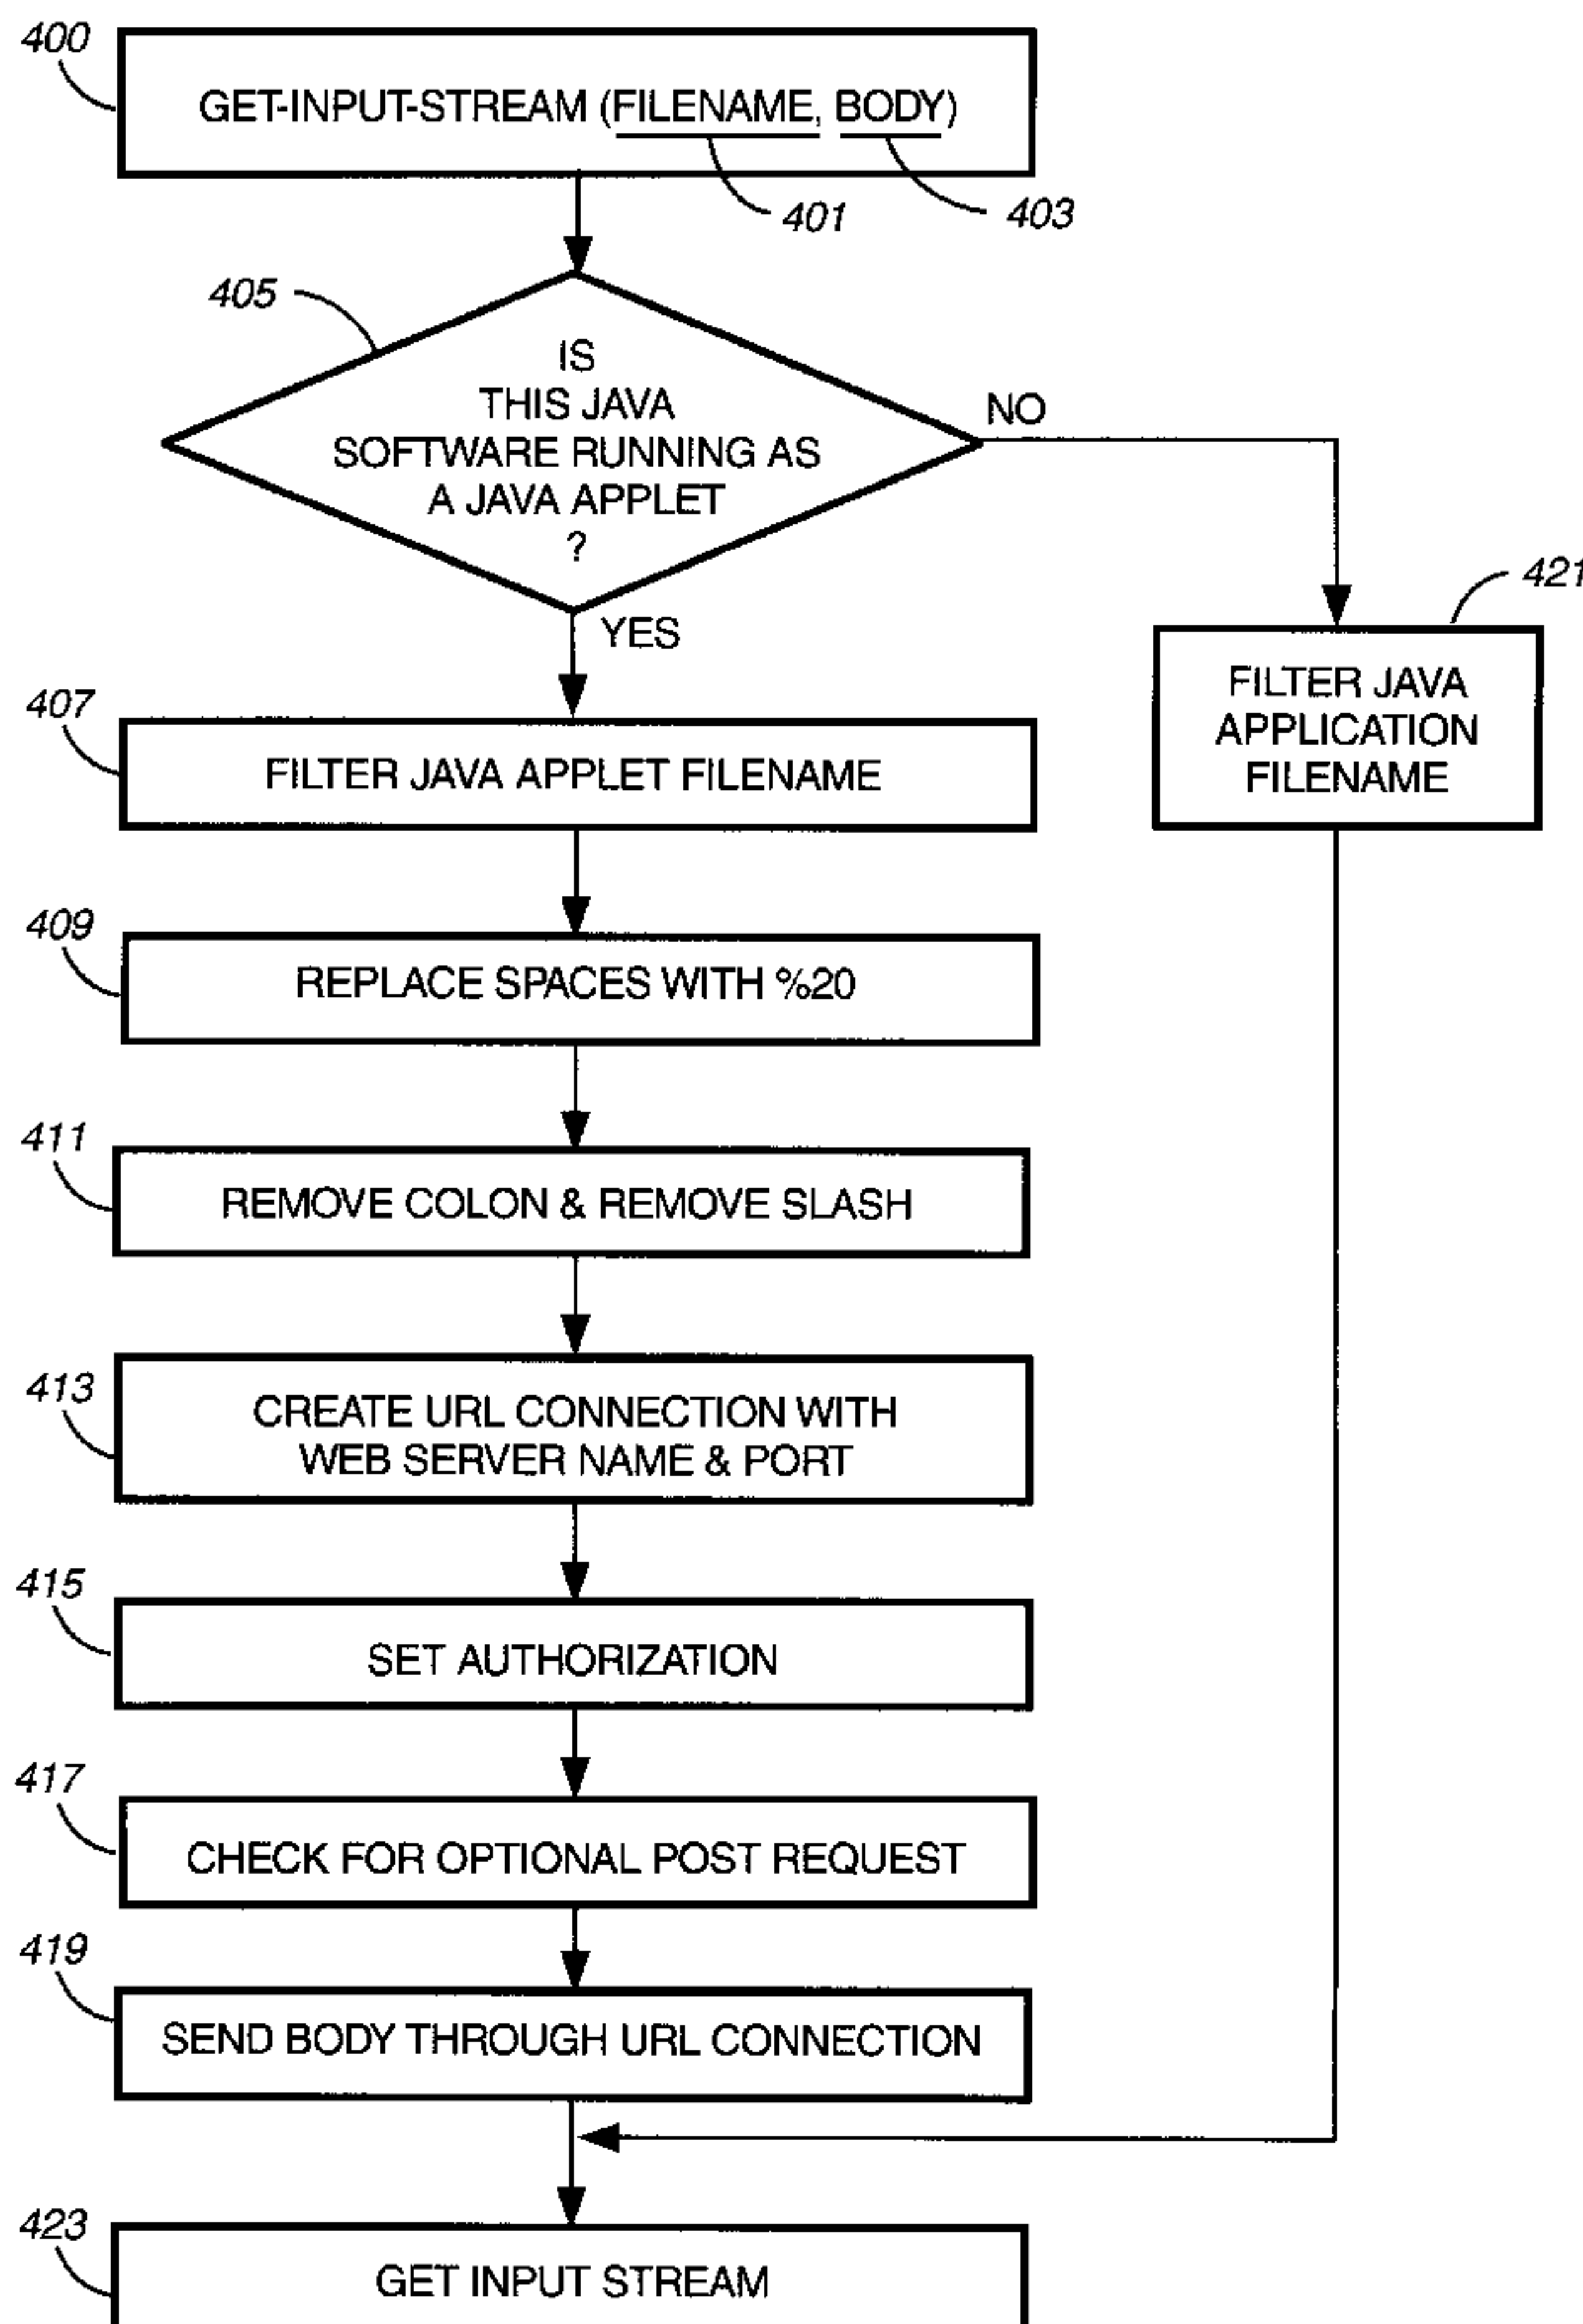 400
GET-INPUT-STREAM (FILENAME, BODY)
401
403
405
IS
THIS JAVA
SOFTWARE RUNNING AS
A JAVA APPLET
?
NO
YES
421
FILTER JAVA
APPLICATION
FILENAME
407
FILTER JAVA APPLET FILENAME
409
REPLACE SPACES WITH %20
411
REMOVE COLON & REMOVE SLASH
413
CREATE URL CONNECTION WITH
WEB SERVER NAME & PORT
415
SET AUTHORIZATION
417
CHECK FOR OPTIONAL POST REQUEST
419
SEND BODY THROUGH URL CONNECTION
423
GET INPUT STREAM